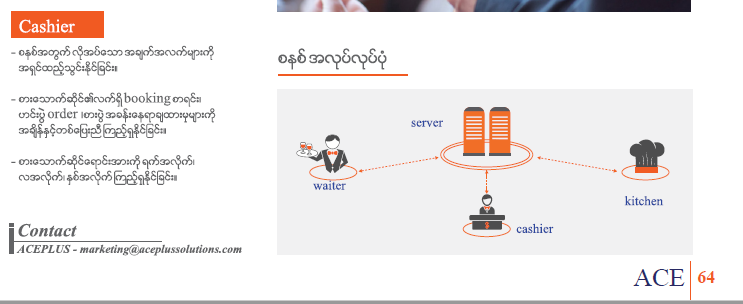 Cashier
– စနစ်အတွက် လိုအပ်သော အချက်အလက်များကို
အရှင်ထည့်သွင်းနိုင်ခြင်း။
– စားသောက်ဆိုင်၏လက်ရှိ booking စာရင်း၊
ဟင်းပွဲ order ၊စားပွဲ အခန်းနေရာချထားမှုများကို
အချိန်နှင့်တစ်ပြေးညီ ကြည့်ရှုနိုင်ခြင်း။
– စားသောက်ဆိုင်ရောင်းအားကို ရက်အလိုက်၊
လအလိုက်၊ နှစ်အလိုက် ကြည့်ရှုနိုင်ခြင်း။
Contact
ACEPLUS - marketing@aceplussolutions.com
စနစ် အလုပ်လုပ်ပုံ
server
waiter
kitchen
cashier
ACE 64